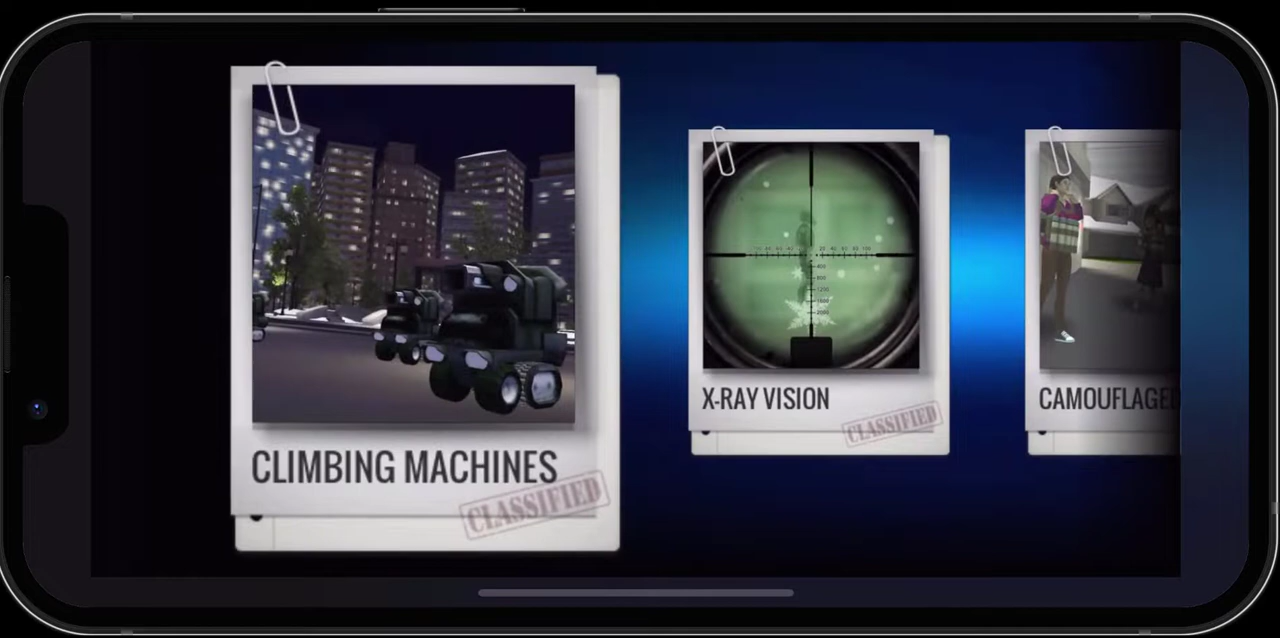 CLIMBING MACHINES
CLASSIFIED
X-RAY VISION
CLASSIFIED
CAMOUFLAGED